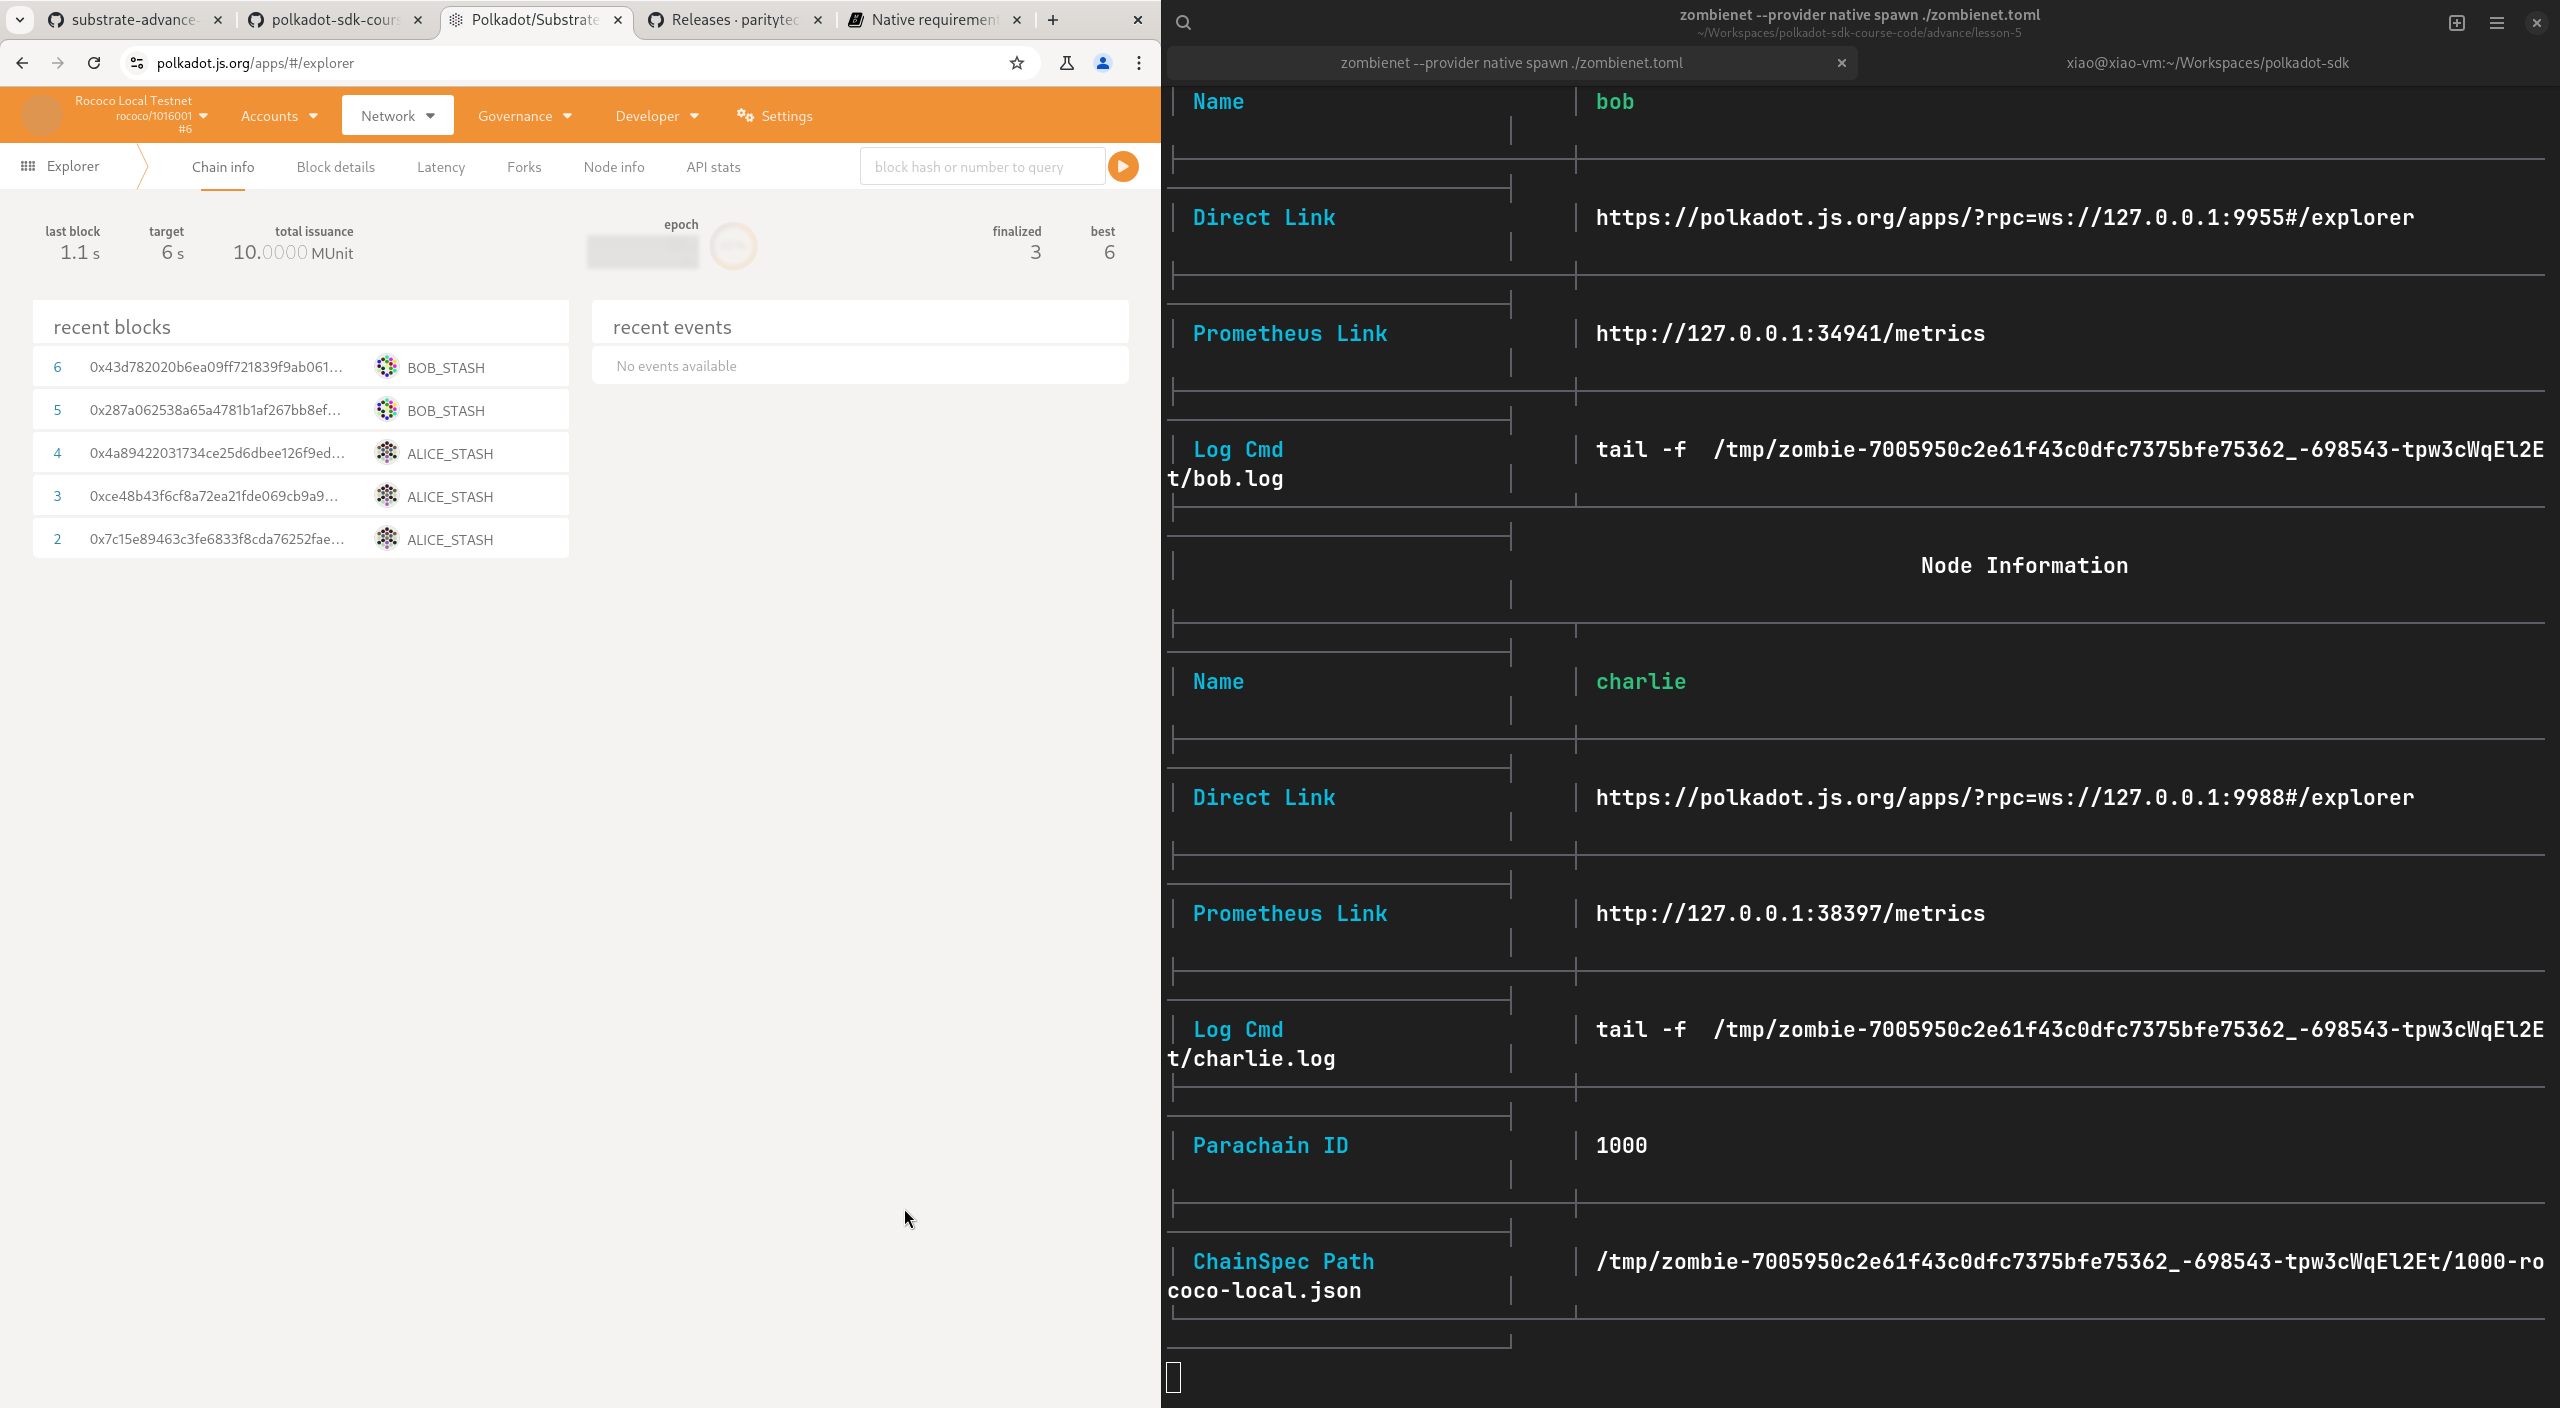 substrate-advance-
polkadot-sdk-cours
Polkadot/Substrate
Releases · paritytec
Native requirement
polkadot.js.org/apps/#/explorer
Rococo Local Testnet
rococo/1016001
#6
Accounts
Network
Governance
Developer
Settings
Explorer
Chain info
Block details
Latency
Forks
Node info
API stats
block hash or number to query
last block
1.1 s
target
6 s
total issuance
10.0000 MUnit
epoch
finalized
3
best
6
recent blocks
6 0x43d782020b6ea09ff721839f9ab061... BOB_STASH
5 0x287a062538a65a4781b1af267bb8ef... BOB_STASH
4 0x4a89422031734ce25d6dbee126f9ed... ALICE_STASH
3 0xce48b43f6cf8a72ea21fde069cb9a9... ALICE_STASH
2 0x7c15e89463c3fe6833f8cda76252fae... ALICE_STASH
recent events
No events available
zombienet --provider native spawn ./zombienet.toml
~/Workspaces/polkadot-sdk-course-code/advance/lesson-5
zombienet --provider native spawn ./zombienet.toml
xiao@xiao-vm:~/Workspaces/polkadot-sdk
Name bob
Direct Link https://polkadot.js.org/apps/?rpc=ws://127.0.0.1:9955#/explorer
Prometheus Link http://127.0.0.1:34941/metrics
Log Cmd tail -f  /tmp/zombie-7005950c2e61f43c0dfc7375bfe75362_-698543-tpw3cWqEl2E
t/bob.log
Node Information
Name charlie
Direct Link https://polkadot.js.org/apps/?rpc=ws://127.0.0.1:9988#/explorer
Prometheus Link http://127.0.0.1:38397/metrics
Log Cmd tail -f  /tmp/zombie-7005950c2e61f43c0dfc7375bfe75362_-698543-tpw3cWqEl2E
t/charlie.log
Parachain ID 1000
ChainSpec Path /tmp/zombie-7005950c2e61f43c0dfc7375bfe75362_-698543-tpw3cWqEl2Et/1000-ro
coco-local.json